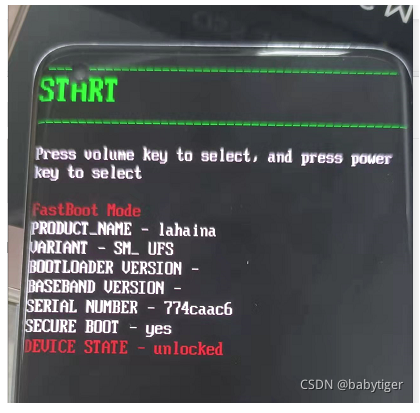 START
Press volume key to select, and press power
key to select
FastBoot Mode
PRODUCT_NAME - lahaina
VARIANT - SM_ UFS
BOOTLOADER VERSION -
BASEBAND VERSION -
SERIAL NUMBER - 774caac6
SECURE BOOT - yes
DEVICE STATE - unlocked
CSDN @babytiger